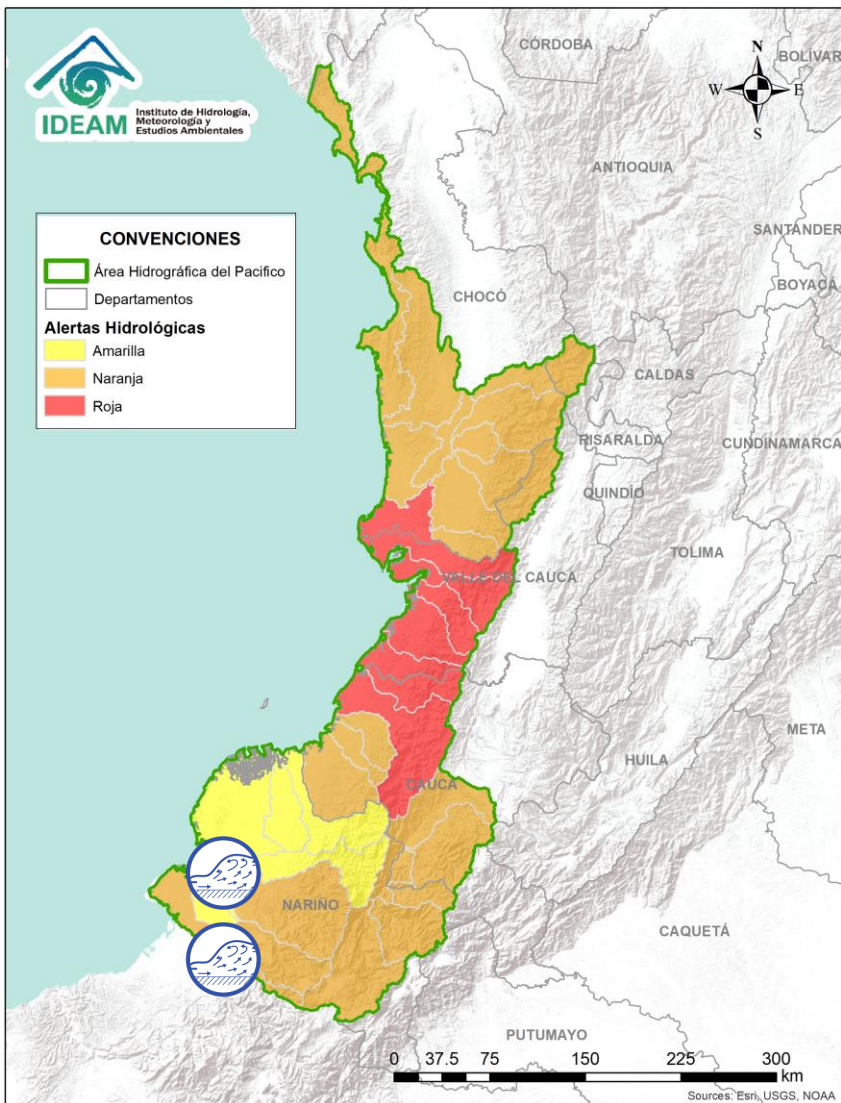 CÓRDOBA
BOLÍVAR
N
W
E
S
IDEAM
Instituto de Hidrología,
Meteorología y
Estudios Ambientales
ANTIOQUIA
SANTANDER
BOYACÁ
CHOCÓ
CONVENCIONES
Área Hidrográfica del Pacifico
Departamentos
Alertas Hidrológicas
Amarilla
Naranja
Roja
CALDAS
RISARALDA
CUNDINAMARCA
QUINDÍO
TOLIMA
VALLE DEL CAUCA
META
HUILA
CAUCA
NARIÑO
CAQUETÁ
PUTUMAYO
0 37.5 75 150 225 300
km
Sources: Esri, USGS, NOAA